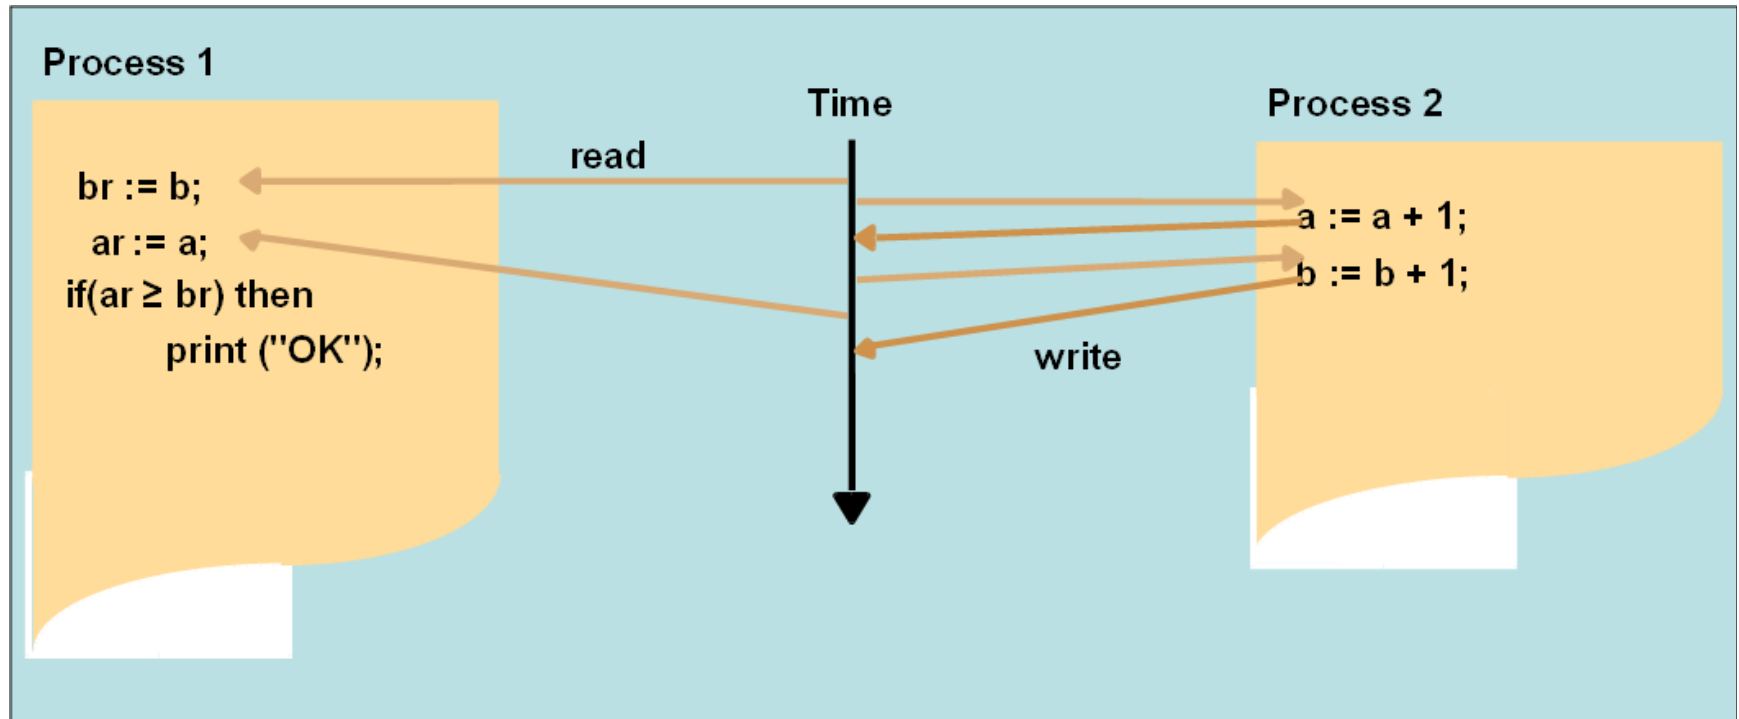 Process 1
br := b;
ar := a;
if(ar ≥ br) then
print ("OK");
Time
read
write
Process 2
a := a + 1;
b := b + 1;